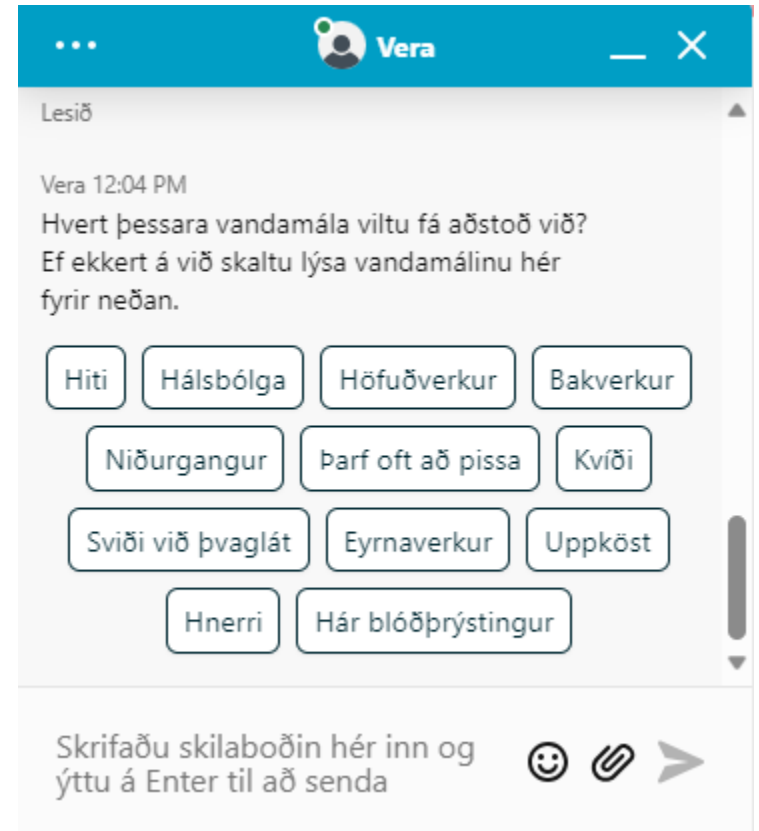 Vera
Lesið
Vera 12:04 PM
Hvert þessara vandamála viltu fá aðstoð við?
Ef ekkert á við skaltu lýsa vandamálinu hér
fyrir neðan.
Hiti Hálsbólga Höfuðverkur Bakverkur
Niðurgangur Þarf oft að pissa Kvíði
Sviði við þvaglát Eyrnaverkur Uppköst
Hnerri Hár blóðþrýstingur
Skrifaðu skilaboðin hér inn og
ýttu á Enter til að senda